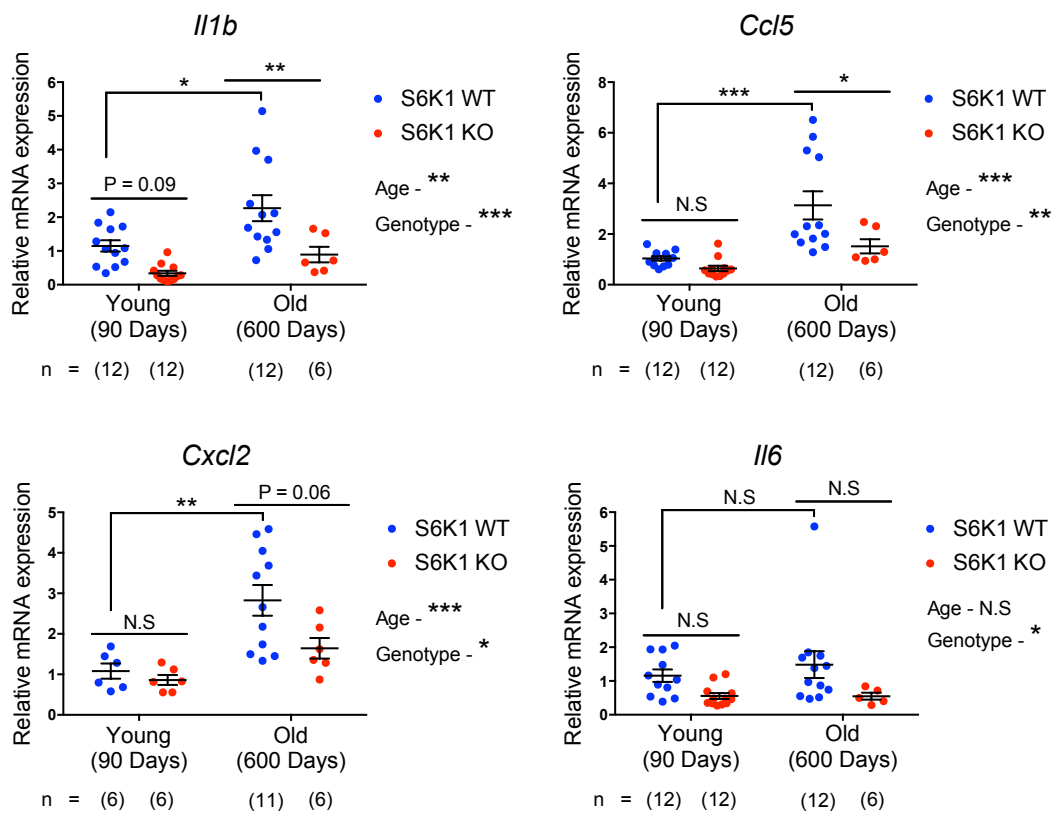 Il1b
* **
Relative mRNA expression
6
5
4
3
2
1
0
P = 0.09
S6K1 WT
S6K1 KO
Age - **
Genotype - ***
Young Old
(90 Days) (600 Days)
n = (12) (12) (12) (6)
Ccl5
*** *
Relative mRNA expression
8
6
4
2
0
N.S
S6K1 WT
S6K1 KO
Age - ***
Genotype - **
Young Old
(90 Days) (600 Days)
n = (12) (12) (12) (6)
Cxcl2
** P = 0.06
Relative mRNA expression
5
4
3
2
1
0
N.S
S6K1 WT
S6K1 KO
Age - ***
Genotype - *
Young Old
(90 Days) (600 Days)
n = (6) (6) (11) (6)
Il6
N.S N.S
Relative mRNA expression
6
5
4
3
2
1
0
N.S
S6K1 WT
S6K1 KO
Age - N.S
Genotype - *
Young Old
(90 Days) (600 Days)
n = (12) (12) (12) (6)